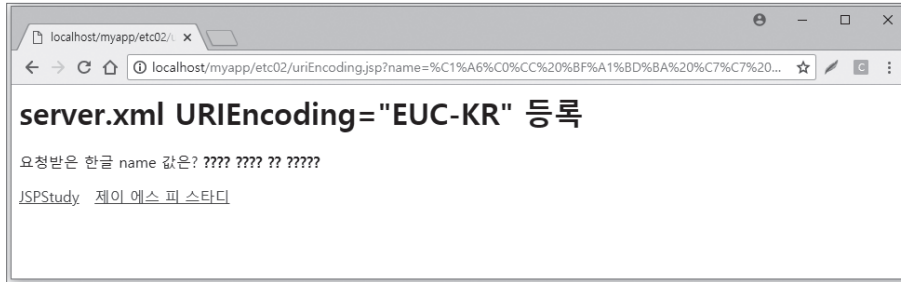 localhost/myapp/etc02/u
localhost/myapp/etc02/uriEncoding.jsp?name=%C1%A6%C0%CC%20%BF%A1%BD%BA%20%C7%C7%20...
C
server.xml URIEncoding="EUC-KR" 등록
요청받은 한글 name 값은? ???? ???? ?? ?????
JSPStudy 제이 에스 피 스타디